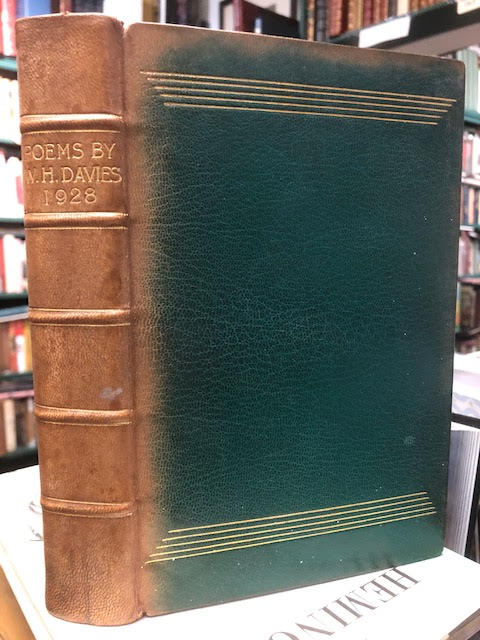 POEMS BY
W.H. DAVIES
1928
HEMING